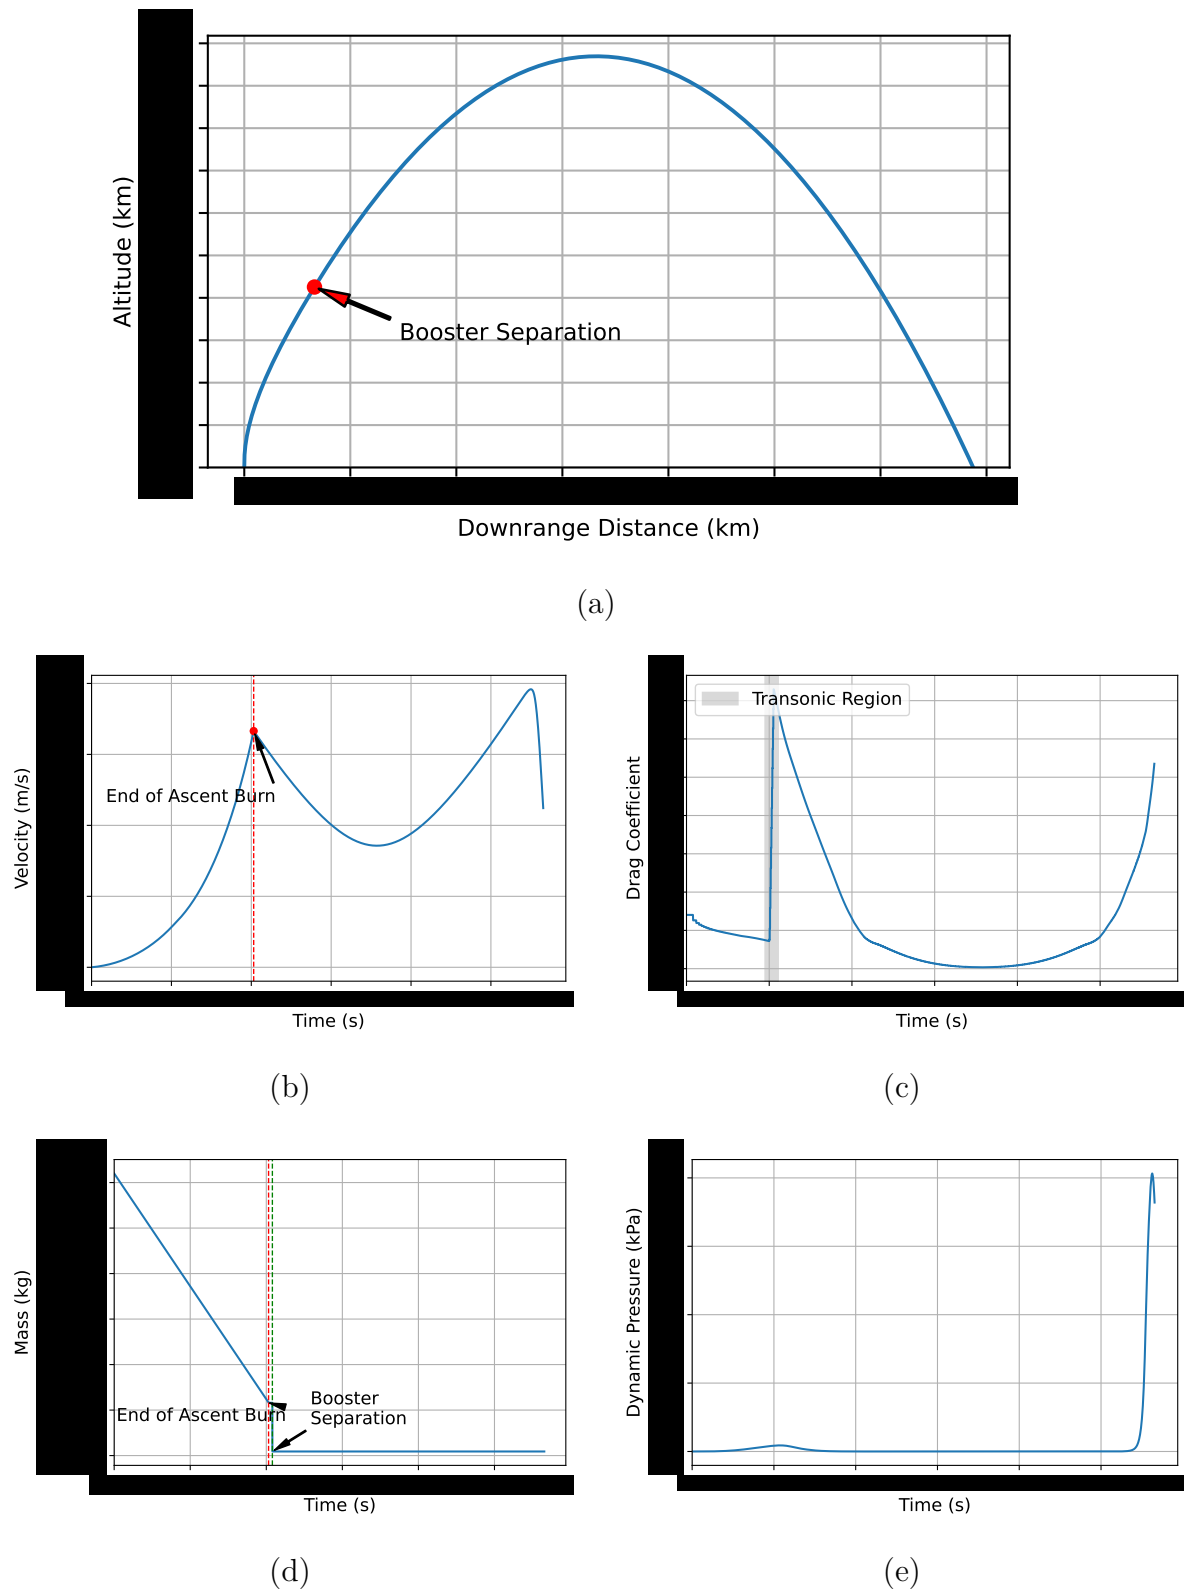 Altitude (km)
Booster Separation
Downrange Distance (km)
(a)
Velocity (m/s)
End of Ascent Burn
Time (s)
(b)
Drag Coefficient
Transonic Region
Time (s)
(c)
Mass (kg)
End of Ascent Burn
Booster
Separation
Time (s)
(d)
Dynamic Pressure (kPa)
Time (s)
(e)